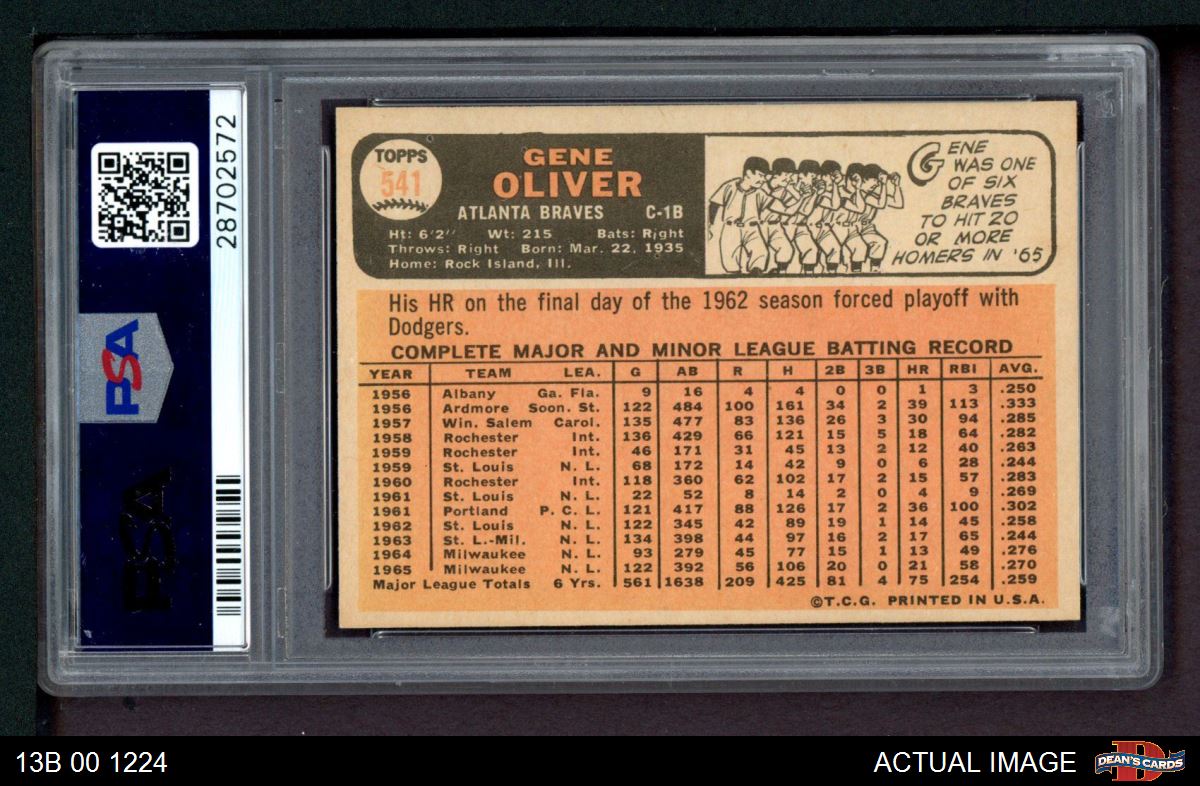 28702572
PSA
PSA
TOPPS
541
GENE
OLIVER
ATLANTA BRAVES C-1B
Ht: 6'2" Wt: 215 Bats: Right
Throws: Right Born: Mar. 22, 1935
Home: Rock Island, Ill.
GENE
WAS ONE
OF SIX
BRAVES
TO HIT 20
OR MORE
HOMERS IN '65
His HR on the final day of the 1962 season forced playoff with
Dodgers.
COMPLETE MAJOR AND MINOR LEAGUE BATTING RECORD
YEAR TEAM LEA. G AB R H 2B 3B HR RBI AVG.
1956 Albany Ga. Fla. 9 16 4 4 0 0 1 3 .250
1956 Ardmore Soon. St. 122 484 100 161 34 2 39 113 .333
1957 Win. Salem Carol. 135 477 83 136 26 3 30 94 .285
1958 Rochester Int. 136 429 66 121 15 5 18 64 .282
1959 Rochester Int. 46 171 31 45 13 2 12 40 .263
1959 St. Louis N. L. 68 172 14 42 9 0 6 28 .244
1960 Rochester Int. 118 360 62 102 17 2 15 57 .283
1961 St. Louis N. L. 22 52 8 14 2 0 4 9 .269
1961 Portland P. C. L. 121 417 88 126 17 2 36 100 .302
1962 St. Louis N. L. 122 345 42 89 19 1 14 45 .258
1963 St. L.-Mil. N. L. 134 398 44 97 16 2 17 65 .244
1964 Milwaukee N. L. 93 279 45 77 15 1 13 49 .276
1965 Milwaukee N. L. 122 392 56 106 20 0 21 58 .270
Major League Totals 6 Yrs. 561 1638 209 425 81 4 75 254 .259
©T.C.G. PRINTED IN U.S.A.
13B 00 1224
ACTUAL IMAGE
D
DEAN'S CARDS